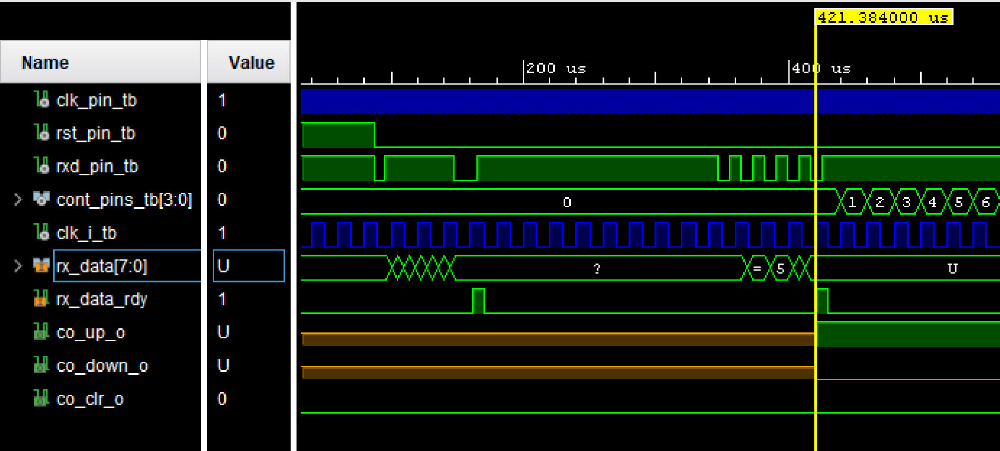 421.384000 us
Name Value
200 us 400 us
clk_pin_tb 1
rst_pin_tb 0
rxd_pin_tb 0
cont_pins_tb[3:0] 0 0 1 2 3 4 5 6
clk_i_tb 1
rx_data[7:0] U ? = 5 U
rx_data_rdy 1
co_up_o U
co_down_o U
co_clr_o 0